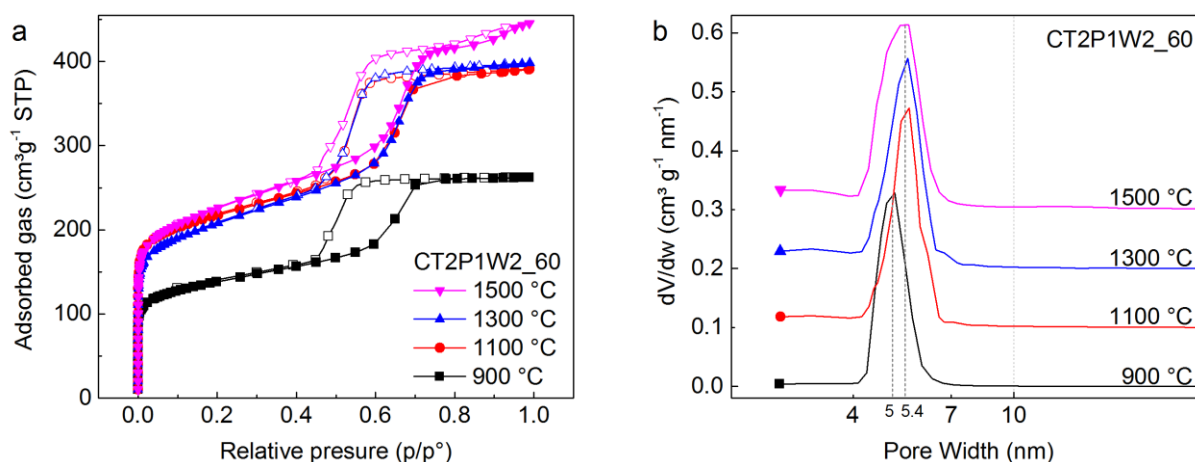 a
Adsorbed gas (cm³g⁻¹ STP)
400
300
200
100
0
0.0 0.2 0.4 0.6 0.8 1.0
Relative presure (p/p°)
CT2P1W2_60
1500 °C
1300 °C
1100 °C
900 °C
b
dV/dw (cm³ g⁻¹ nm⁻¹)
0.6
0.5
0.4
0.3
0.2
0.1
0.0
4 5 5.4 7 10
Pore Width (nm)
CT2P1W2_60
1500 °C
1300 °C
1100 °C
900 °C